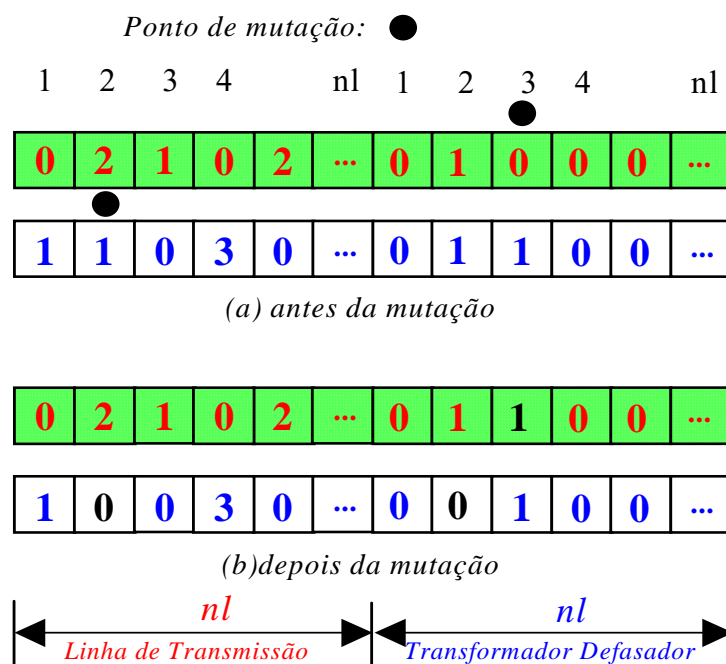 Ponto de mutação:
1 2 3 4 nl 1 2 3 4 nl
0 2 1 0 2 ... 0 1 0 0 0 ...
1 1 0 3 0 ... 0 1 1 0 0 ...
(a) antes da mutação
0 2 1 0 2 ... 0 1 1 0 0 ...
1 0 0 3 0 ... 0 0 1 0 0 ...
(b)depois da mutação
nl nl
Linha de Transmissão Transformador Defasador